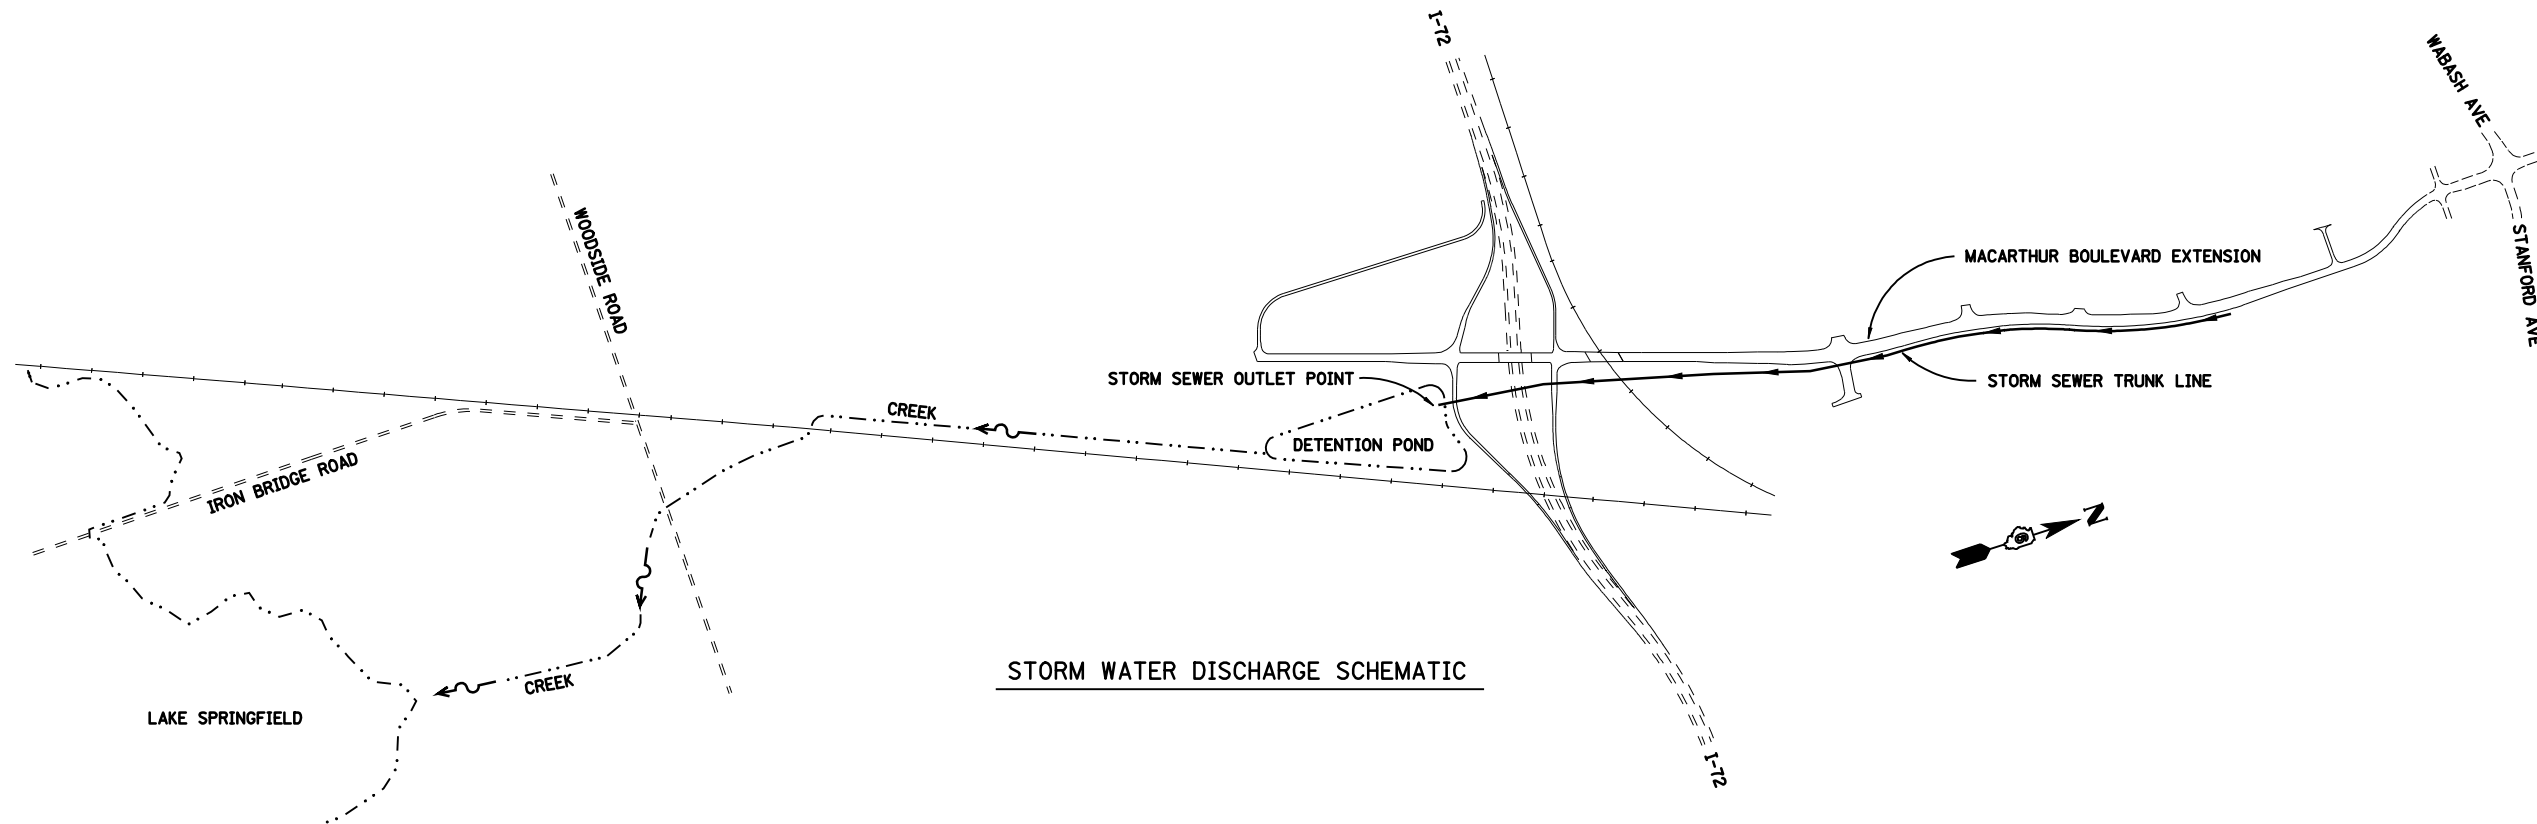 I-72
WABASH AVE
STANFORD AVE
WOODSIDE ROAD
MACARTHUR BOULEVARD EXTENSION
STORM SEWER OUTLET POINT
STORM SEWER TRUNK LINE
CREEK
DETENTION POND
IRON BRIDGE ROAD
N
STORM WATER DISCHARGE SCHEMATIC
CREEK
LAKE SPRINGFIELD
I-72